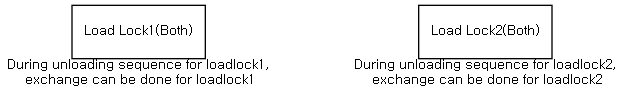 Load Lock1(Both)
During unloading sequence for loadlock1,
exchange can be done for loadlock1
Load Lock2(Both)
During unloading sequence for loadlock2,
exchange can be done for loadlock2